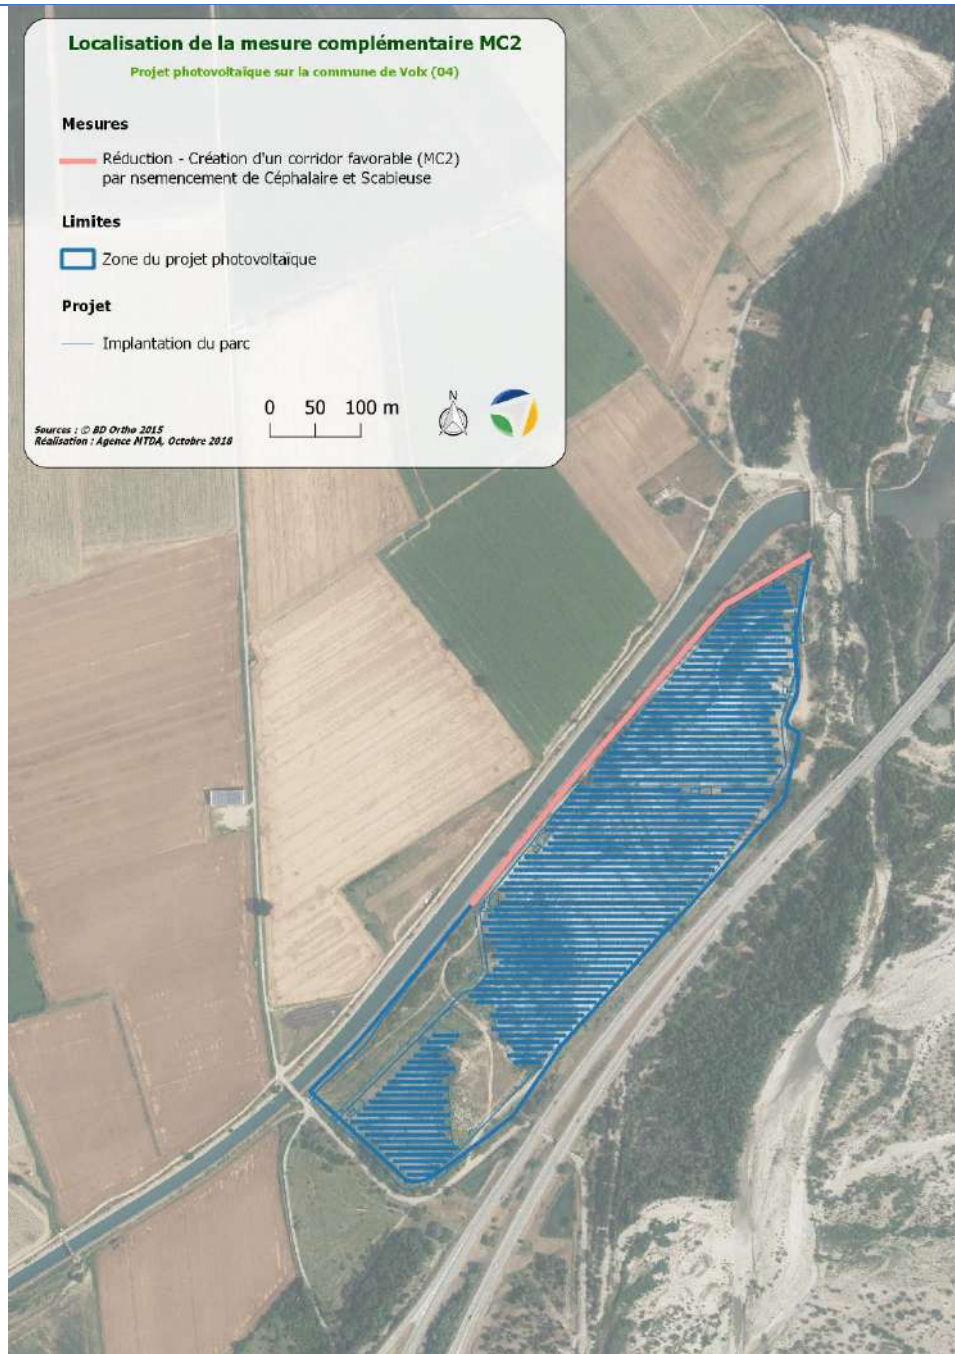 Localisation de la mesure complémentaire MC2
Projet photovoltaïque sur la commune de Volx (04)
Mesures
Réduction - Création d'un corridor favorable (MC2)
par nsemencement de Céphalaire et Scabieuse
Limites
Zone du projet photovoltaïque
Projet
Implantation du parc
0 50 100 m
N
Sources : © BD Ortho 2015
Réalisation : Agence MTDA, Octobre 2018